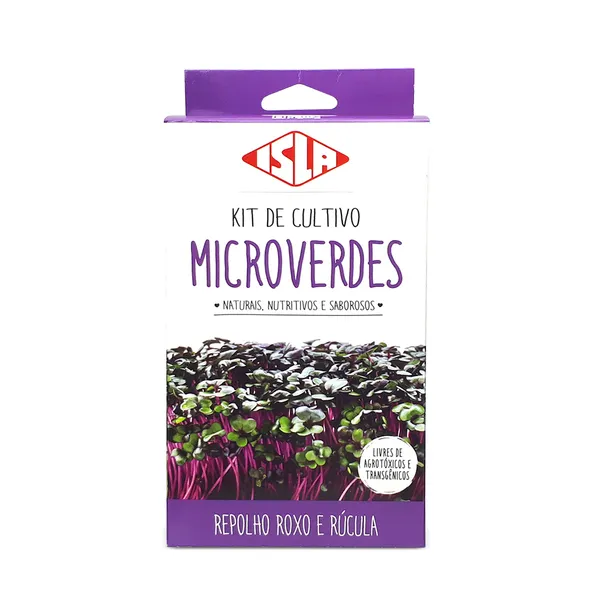 ISLA
KIT DE CULTIVO
MICROVERDES
NATURAIS, NUTRITIVOS E SABOROSOS
LIVRES DE
AGROTÓXICOS E
TRANSGÊNICOS
REPOLHO ROXO E RÚCULA